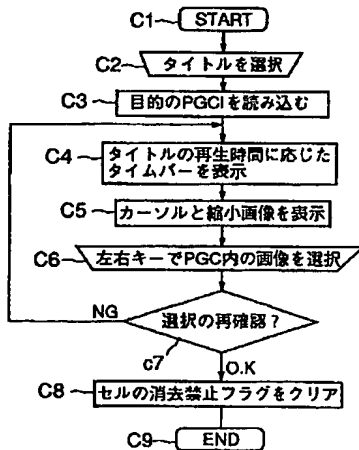 C1 START
C2 タイトルを選択
C3 目的のPGCIを読み込む
C4 タイトルの再生時間に応じた
タイムバーを表示
C5 カーソルと縮小画像を表示
C6 左右キーでPGC内の画像を選択
NG 選択の再確認?
c7 O.K
C8 セルの消去禁止フラグをクリア
C9 END